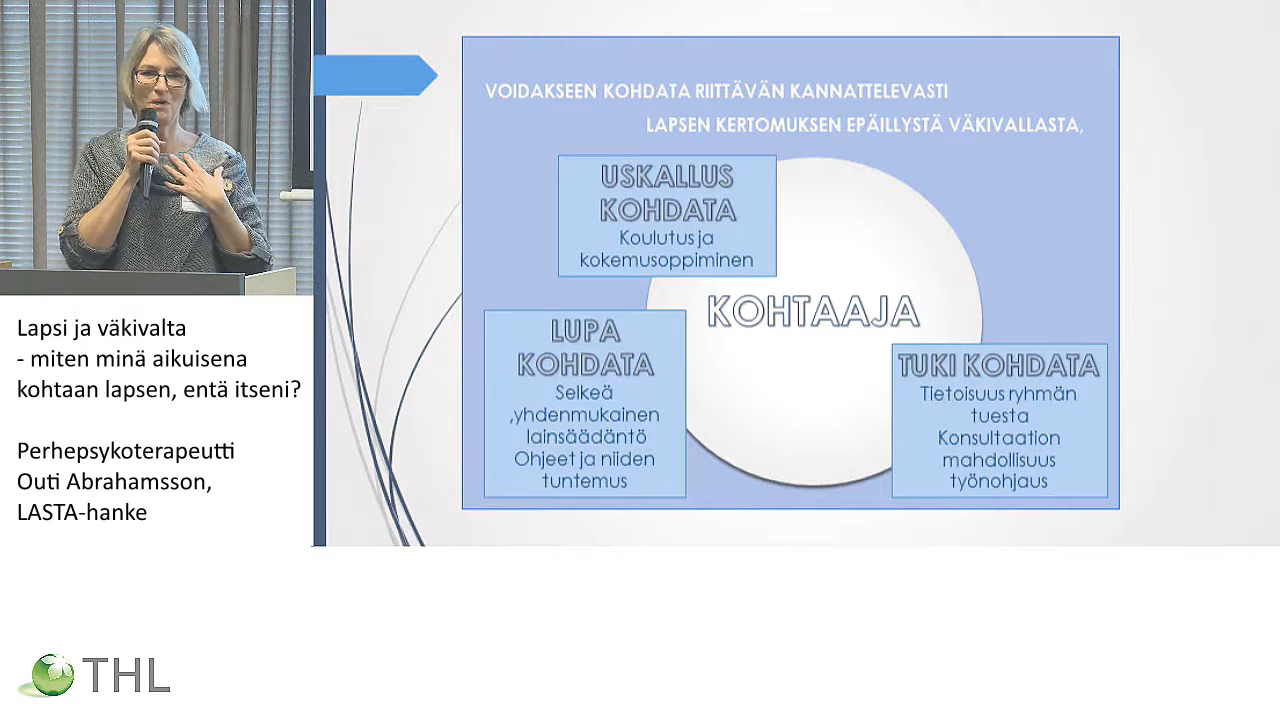 Lapsi ja väkivalta
- miten minä aikuisena
kohtaan lapsen, entä itseni?
Perhepsykoterapeutti
Outi Abrahamsson,
LASTA-hanke
THL
VOIDAKSEEN KOHDATA RIITTÄVÄN KANNATTELEVASTI
LAPSEN KERTOMUKSEN EPÄILLYSTÄ VÄKIVALLASTA,
USKALLUS
KOHDATA
Koulutus ja
kokemusoppiminen
KOHTAAJA
LUPA
KOHDATA
Selkeä
,yhdenmukainen
lainsäädäntö
Ohjeet ja niiden
tuntemus
TUKI KOHDATA
Tietoisuus ryhmän
tuesta
Konsultaation
mahdollisuus
työnohjaus